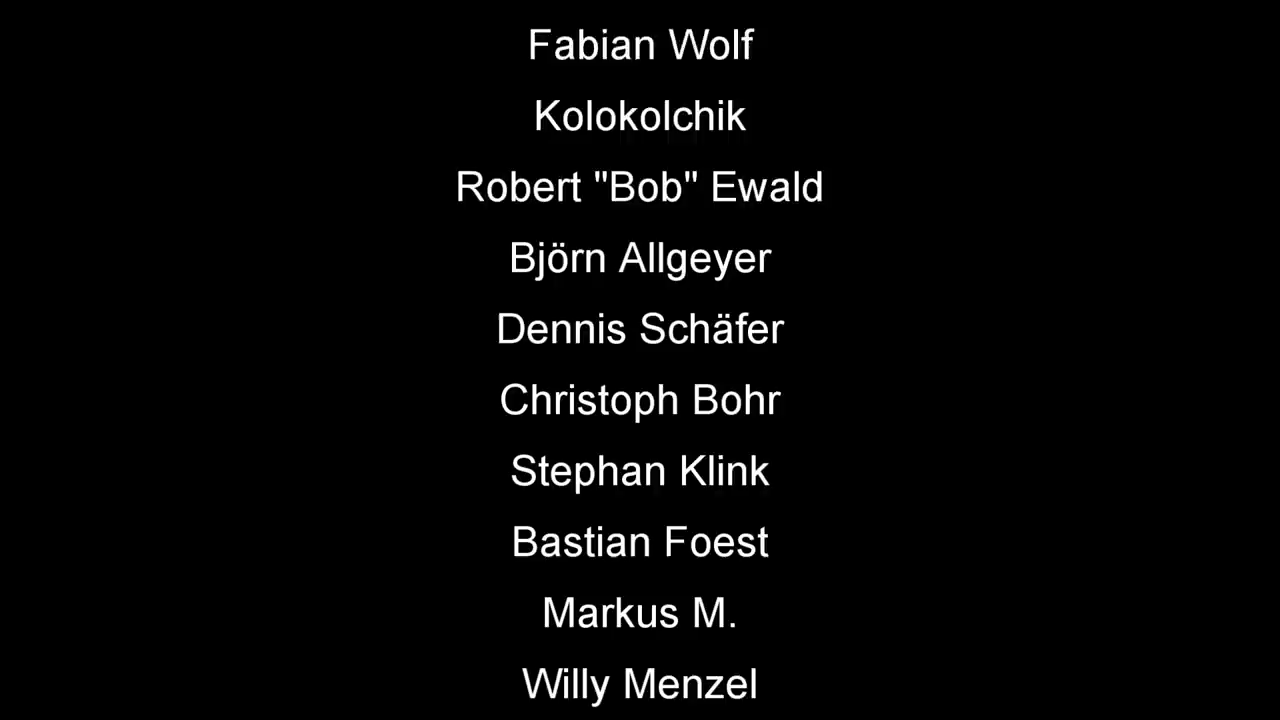 Fabian Wolf
Kolokolchik
Robert "Bob" Ewald
Björn Allgeyer
Dennis Schäfer
Christoph Bohr
Stephan Klink
Bastian Foest
Markus M.
Willy Menzel